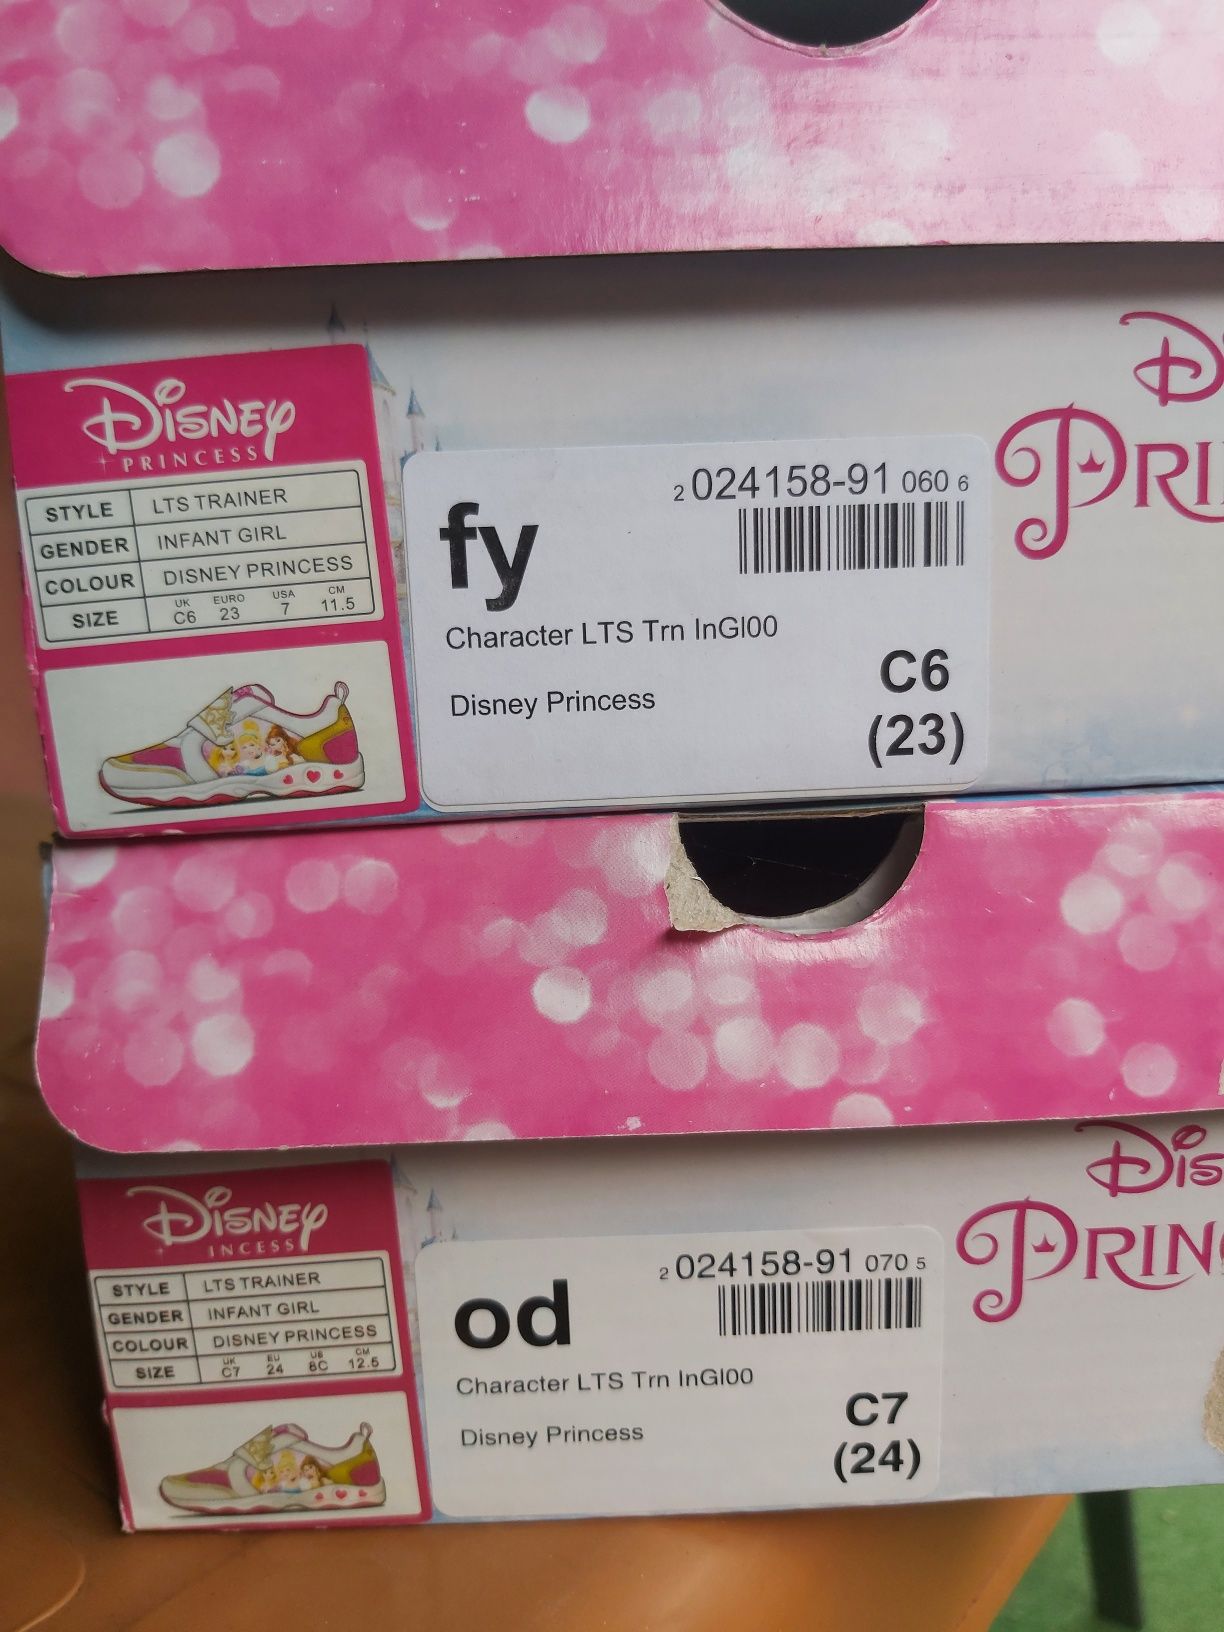 Disney
PRINCESS
STYLE LTS TRAINER
GENDER INFANT GIRL
COLOUR DISNEY PRINCESS
SIZE UK C6 EURO 23 USA 7 CM 11.5
fy
2 024158-91 060 6
Character LTS Trn InGl00
Disney Princess
C6
(23)
D
PRI
Disney
INCESS
STYLE LTS TRAINER
GENDER INFANT GIRL
COLOUR DISNEY PRINCESS
SIZE UK C7 EU 24 US 8C CM 12.5
od
2 024158-91 070 5
Character LTS Trn InGl00
Disney Princess
C7
(24)
Dis
PRIN